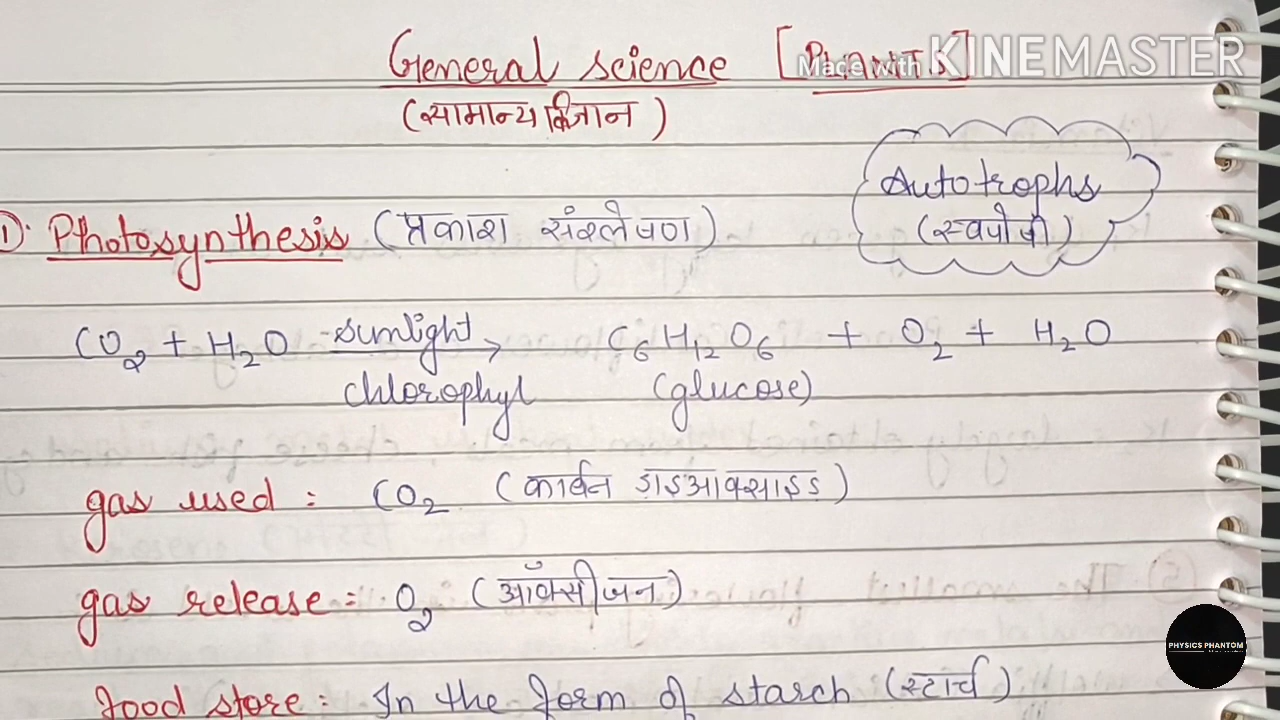 General science [PLANTS]
Made with KINEMASTER
(सामान्य विज्ञान)
Autotrophs
(स्वपोषी)
① Photosynthesis (प्रकाश संश्लेषण)
CO2 + H2O sunlight → C6H12O6 + O2 + H2O
chlorophyl (glucose)
gas used : CO2 (कार्बन डाइआक्साइड)
gas release : O2 (ऑक्सीजन)
PHYSICS PHANTOM
food store : In the form of starch (स्टार्च)